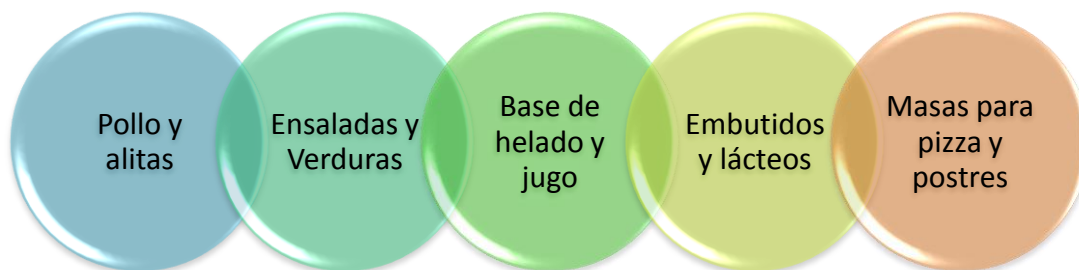 Pollo y
alitas
Ensaladas y
Verduras
Base de
helado y
jugo
Embutidos
y lácteos
Masas para
pizza y
postres